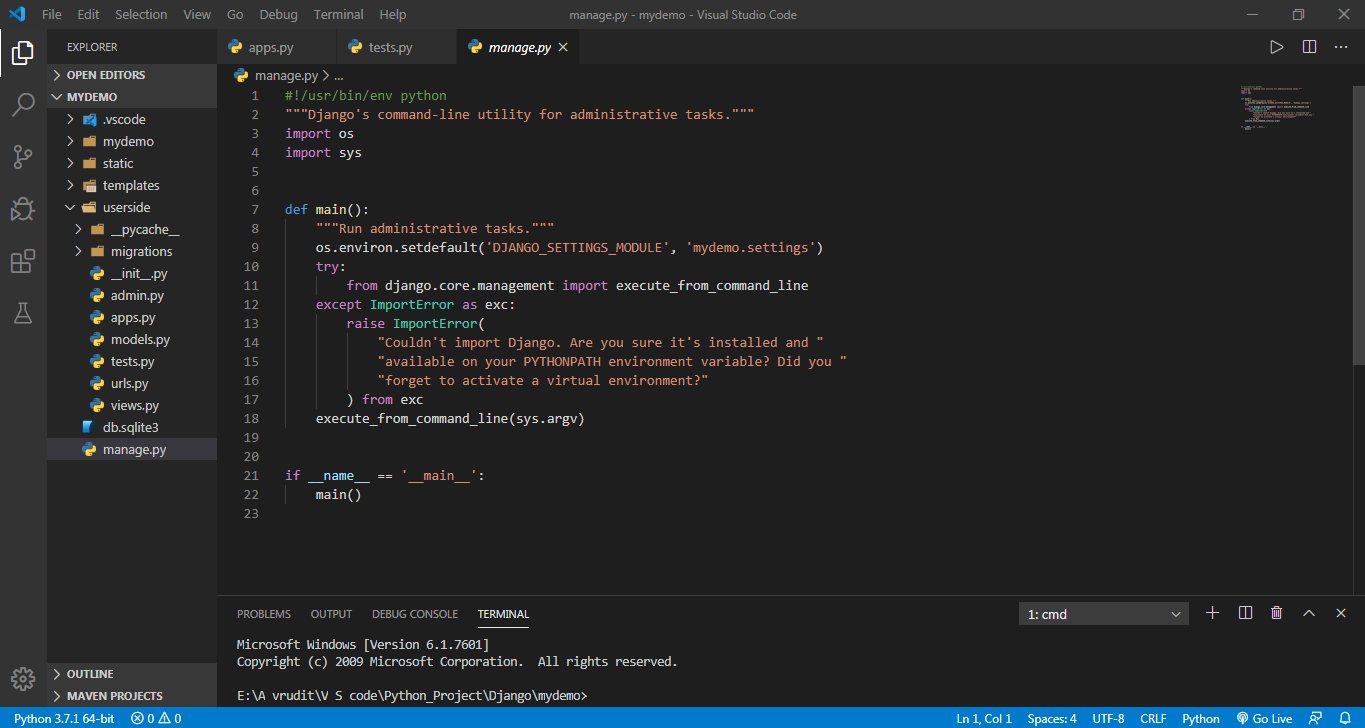 File Edit Selection View Go Debug Terminal Help
manage.py - mydemo - Visual Studio Code
EXPLORER
OPEN EDITORS
MYDEMO
.vscode
mydemo
static
templates
userside
__pycache__
migrations
__init__.py
admin.py
apps.py
models.py
tests.py
urls.py
views.py
db.sqlite3
manage.py
OUTLINE
MAVEN PROJECTS
apps.py
tests.py
manage.py
manage.py > ...
1 #!/usr/bin/env python
2 """Django's command-line utility for administrative tasks."""
3 import os
4 import sys
5
6
7 def main():
8     """Run administrative tasks."""
9     os.environ.setdefault('DJANGO_SETTINGS_MODULE', 'mydemo.settings')
10     try:
11         from django.core.management import execute_from_command_line
12     except ImportError as exc:
13         raise ImportError(
14             "Couldn't import Django. Are you sure it's installed and "
15             "available on your PYTHONPATH environment variable? Did you "
16             "forget to activate a virtual environment?"
17         ) from exc
18     execute_from_command_line(sys.argv)
19
20
21 if __name__ == '__main__':
22     main()
23
PROBLEMS OUTPUT DEBUG CONSOLE TERMINAL
1: cmd
Microsoft Windows [Version 6.1.7601]
Copyright (c) 2009 Microsoft Corporation.  All rights reserved.
E:\A vrudit\V S code\Python_Project\Django\mydemo>
Python 3.7.1 64-bit 0 0
Ln 1, Col 1 Spaces: 4 UTF-8 CRLF Python Go Live